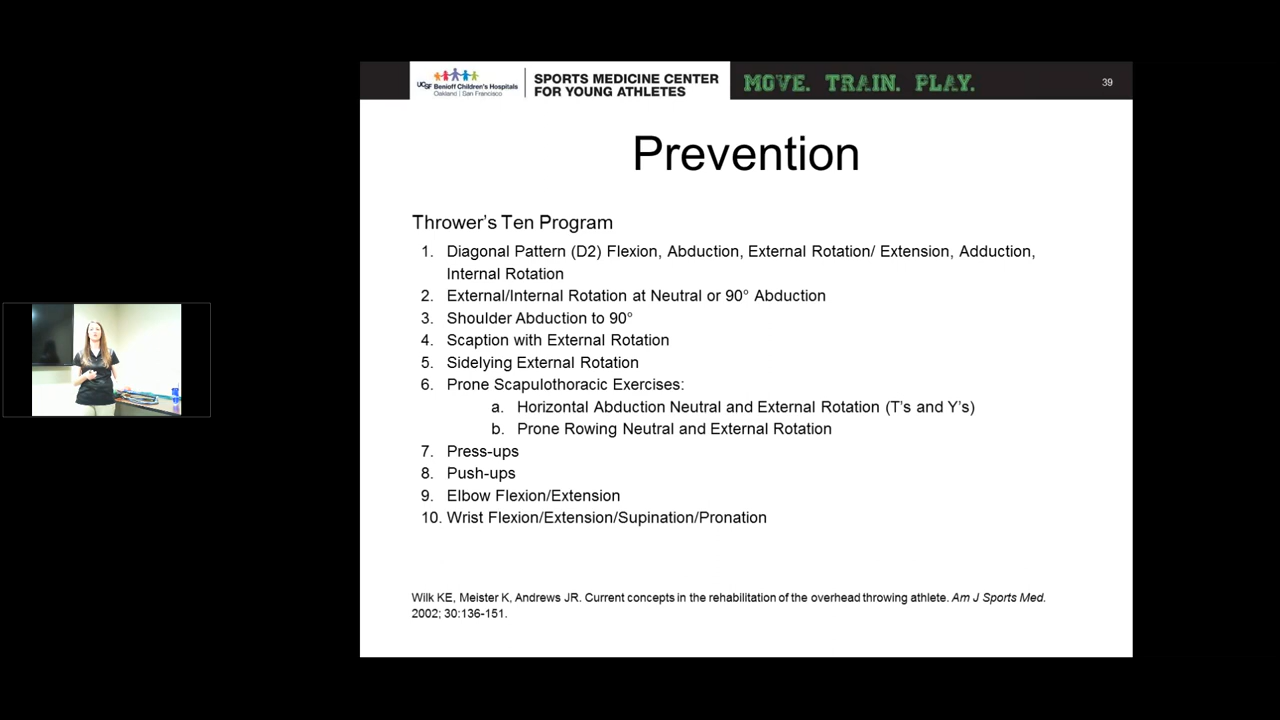 UCSF Benioff Children's Hospitals
Oakland | San Francisco
SPORTS MEDICINE CENTER
FOR YOUNG ATHLETES
MOVE. TRAIN. PLAY.
39
Prevention
Thrower's Ten Program
1. Diagonal Pattern (D2) Flexion, Abduction, External Rotation/ Extension, Adduction,
Internal Rotation
2. External/Internal Rotation at Neutral or 90° Abduction
3. Shoulder Abduction to 90°
4. Scaption with External Rotation
5. Sidelying External Rotation
6. Prone Scapulothoracic Exercises:
a. Horizontal Abduction Neutral and External Rotation (T's and Y's)
b. Prone Rowing Neutral and External Rotation
7. Press-ups
8. Push-ups
9. Elbow Flexion/Extension
10. Wrist Flexion/Extension/Supination/Pronation
Wilk KE, Meister K, Andrews JR. Current concepts in the rehabilitation of the overhead throwing athlete. Am J Sports Med.
2002; 30:136-151.